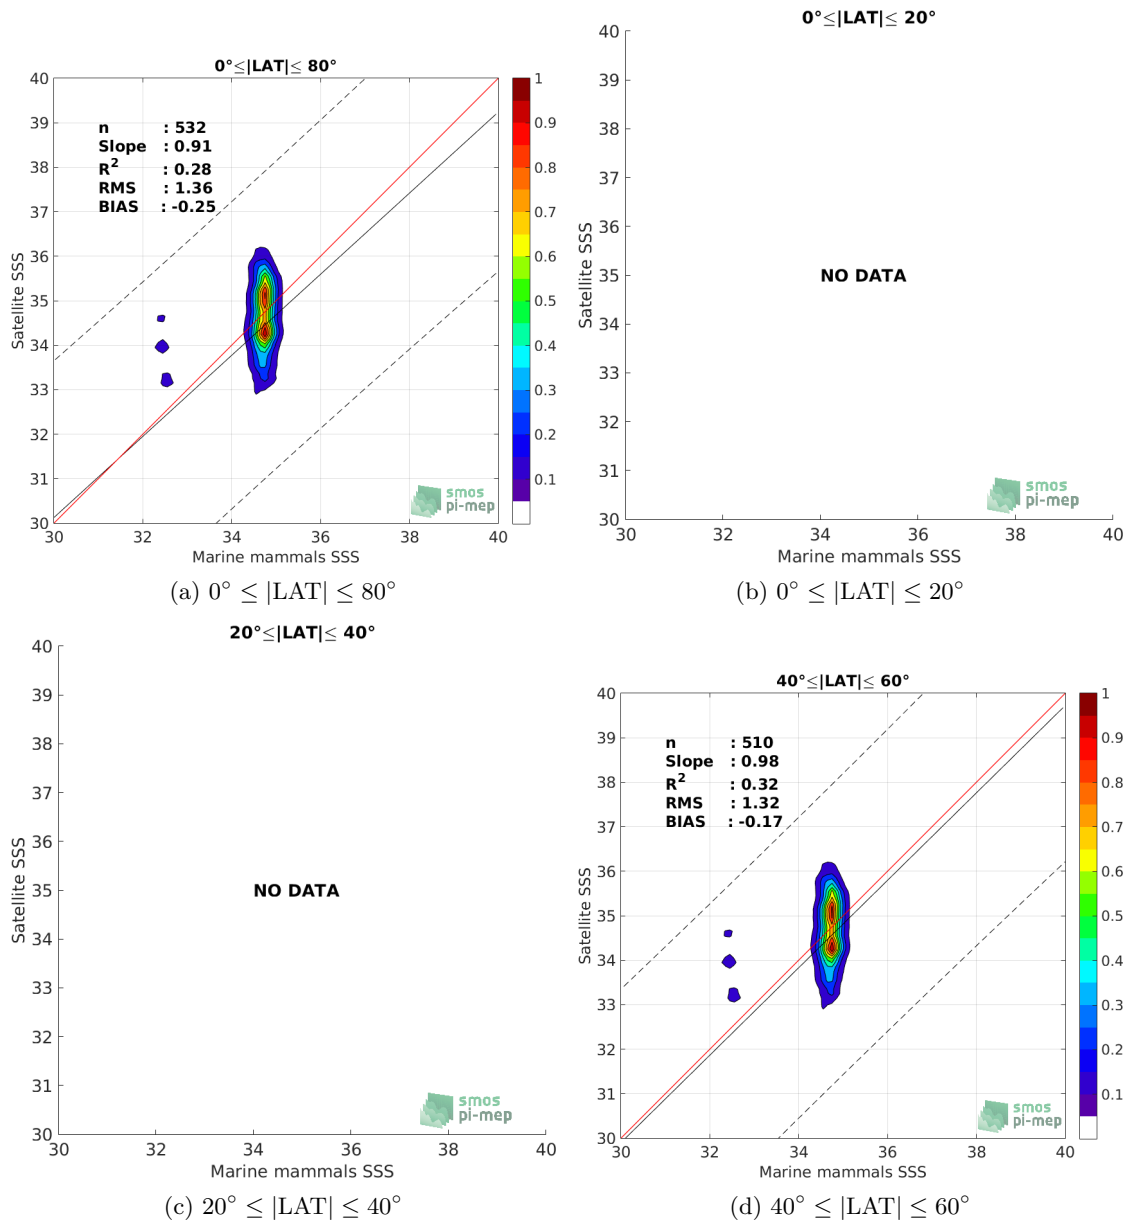 0°≤|LAT|≤ 80°
40
39
38
37
36
35
34
33
32
31
30
n : 532
Slope : 0.91
R2 : 0.28
RMS : 1.36
BIAS : -0.25
Satellite SSS
30 32 34 36 38 40
Marine mammals SSS
smos
pi-mep
1
0.9
0.8
0.7
0.6
0.5
0.4
0.3
0.2
0.1
(a) 0° ≤ |LAT| ≤ 80°
0°≤|LAT|≤ 20°
40
39
38
37
36
35
34
33
32
31
30
Satellite SSS
NO DATA
smos
pi-mep
30 32 34 36 38 40
Marine mammals SSS
(b) 0° ≤ |LAT| ≤ 20°
20°≤|LAT|≤ 40°
40
39
38
37
36
35
34
33
32
31
30
Satellite SSS
NO DATA
smos
pi-mep
30 32 34 36 38 40
Marine mammals SSS
(c) 20° ≤ |LAT| ≤ 40°
40°≤|LAT|≤ 60°
40
39
38
37
36
35
34
33
32
31
30
n : 510
Slope : 0.98
R2 : 0.32
RMS : 1.32
BIAS : -0.17
Satellite SSS
smos
pi-mep
30 32 34 36 38 40
Marine mammals SSS
1
0.9
0.8
0.7
0.6
0.5
0.4
0.3
0.2
0.1
(d) 40° ≤ |LAT| ≤ 60°